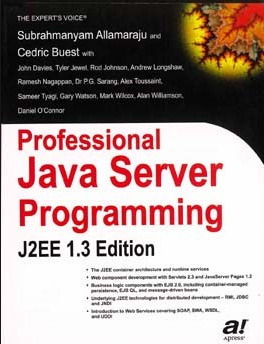 THE EXPERT'S VOICE®
Subrahmanyam Allamaraju and
Cedric Buest with
John Davies, Tyler Jewell, Rod Johnson, Andrew Longshaw,
Ramesh Nagappan, Dr P.G. Sarang, Alex Toussaint,
Sameer Tyagi, Gary Watson, Mark Wilcox, Alan Williamson,
Daniel O'Connor
Professional
Java Server
Programming
J2EE 1.3 Edition
• The J2EE container architecture and runtime services
• Web component development with Servlets 2.3 and JavaServer Pages 1.2
• Business logic components with EJB 2.0, including container-managed
persistence, EJB QL, and message-driven beans
• Underlying J2EE technologies for distributed development – RMI, JDBC
and JNDI
• Introduction to Web Services covering SOAP, SWA, WSDL,
and UDDI
a!
Apress™